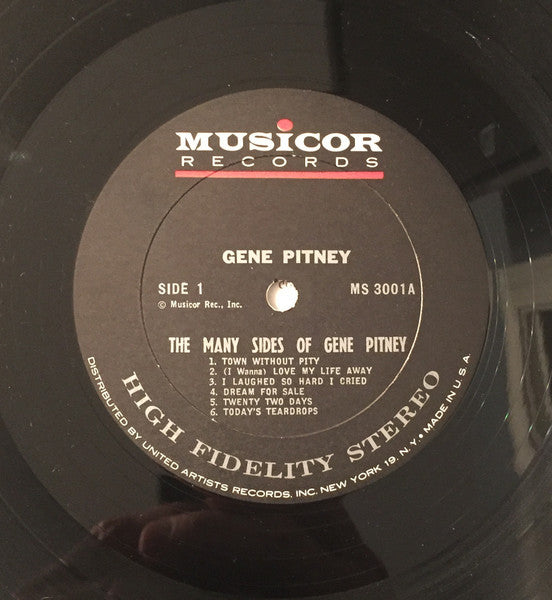 MUSICOR
RECORDS
GENE PITNEY
SIDE 1
MS 3001A
© Musicor Rec., Inc.
THE MANY SIDES OF GENE PITNEY
1. TOWN WITHOUT PITY
2. (I Wanna) LOVE MY LIFE AWAY
3. I LAUGHED SO HARD I CRIED
4. DREAM FOR SALE
5. TWENTY TWO DAYS
6. TODAY'S TEARDROPS
HIGH FIDELITY STEREO
DISTRIBUTED BY UNITED ARTISTS RECORDS, INC. NEW YORK 19, N.Y. • MADE IN U.S.A.